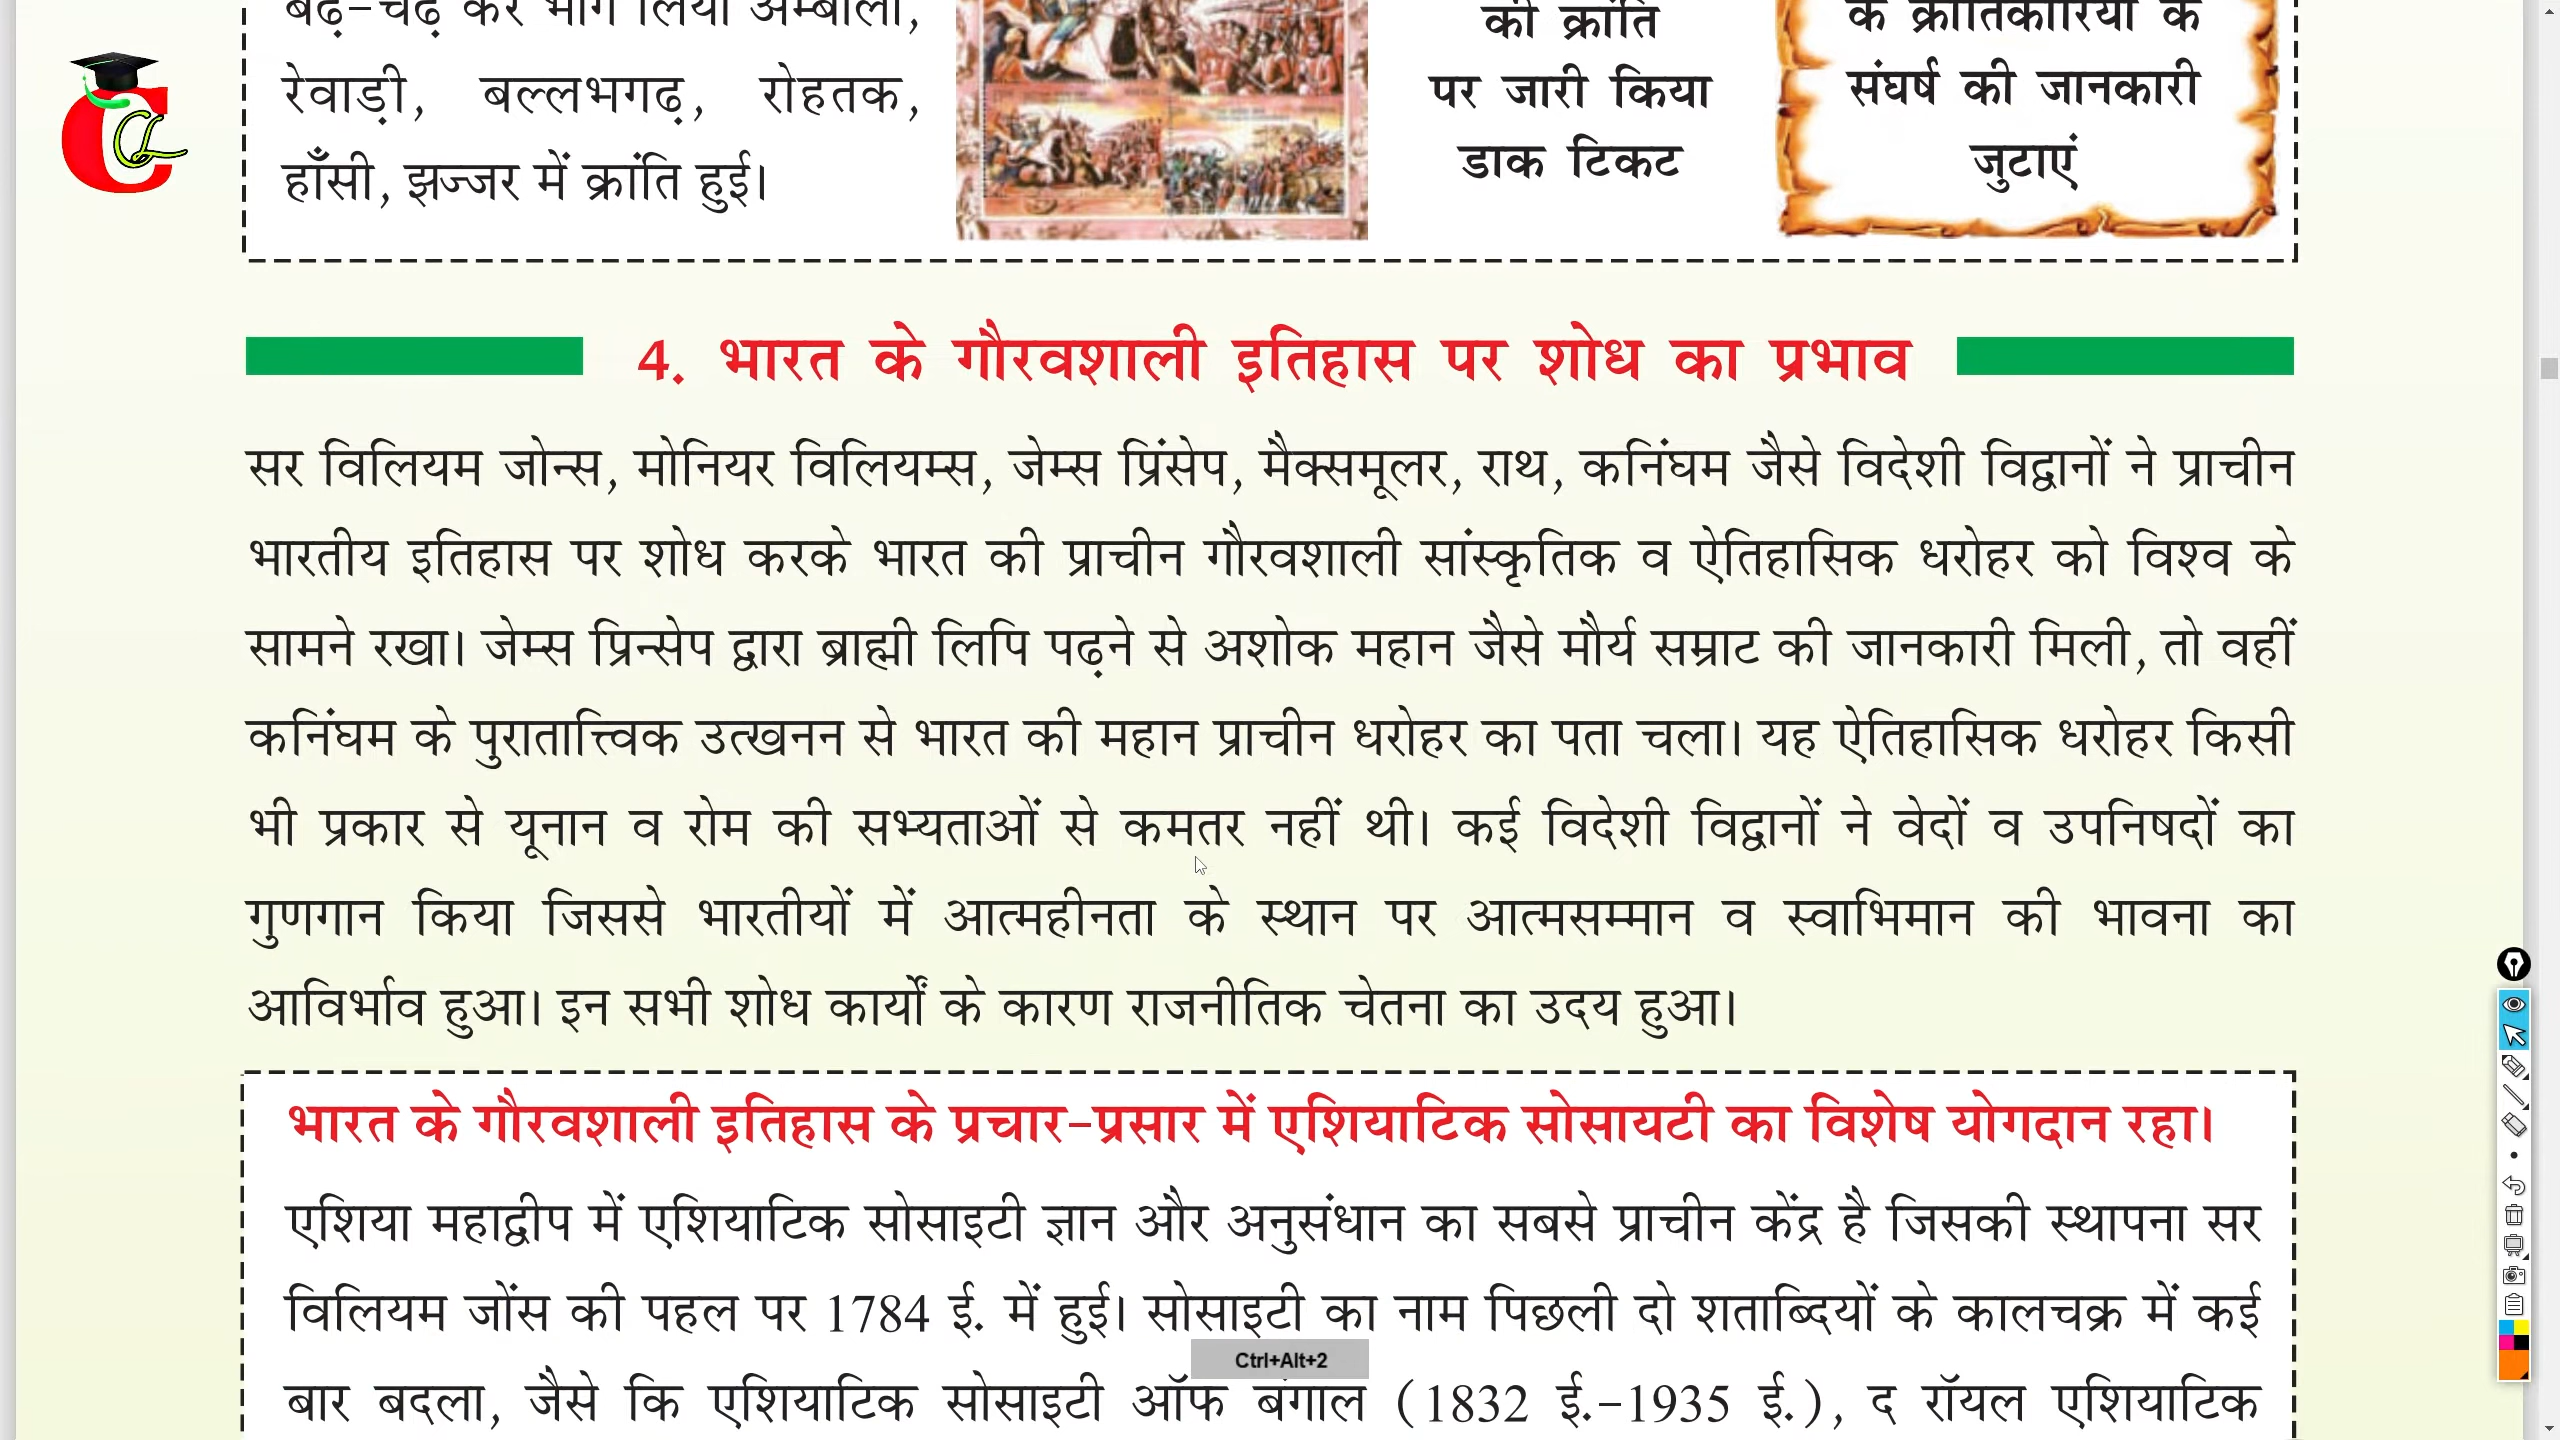 बढ़-चढ़ कर भाग लिया अम्बाला,
रेवाड़ी, बल्लभगढ़, रोहतक,
हाँसी, झज्जर में क्रांति हुई।
की क्रांति
पर जारी किया
डाक टिकट
के क्रांतिकारियों के
संघर्ष की जानकारी
जुटाएं
4. भारत के गौरवशाली इतिहास पर शोध का प्रभाव
सर विलियम जोन्स, मोनियर विलियम्स, जेम्स प्रिंसेप, मैक्समूलर, राथ, कनिंघम जैसे विदेशी विद्वानों ने प्राचीन
भारतीय इतिहास पर शोध करके भारत की प्राचीन गौरवशाली सांस्कृतिक व ऐतिहासिक धरोहर को विश्व के
सामने रखा। जेम्स प्रिन्सेप द्वारा ब्राह्मी लिपि पढ़ने से अशोक महान जैसे मौर्य सम्राट की जानकारी मिली, तो वहीं
कनिंघम के पुरातात्त्विक उत्खनन से भारत की महान प्राचीन धरोहर का पता चला। यह ऐतिहासिक धरोहर किसी
भी प्रकार से यूनान व रोम की सभ्यताओं से कमतर नहीं थी। कई विदेशी विद्वानों ने वेदों व उपनिषदों का
गुणगान किया जिससे भारतीयों में आत्महीनता के स्थान पर आत्मसम्मान व स्वाभिमान की भावना का
आविर्भाव हुआ। इन सभी शोध कार्यों के कारण राजनीतिक चेतना का उदय हुआ।
भारत के गौरवशाली इतिहास के प्रचार-प्रसार में एशियाटिक सोसायटी का विशेष योगदान रहा।
एशिया महाद्वीप में एशियाटिक सोसाइटी ज्ञान और अनुसंधान का सबसे प्राचीन केंद्र है जिसकी स्थापना सर
विलियम जोंस की पहल पर 1784 ई. में हुई। सोसाइटी का नाम पिछली दो शताब्दियों के कालचक्र में कई
Ctrl+Alt+2
बार बदला, जैसे कि एशियाटिक सोसाइटी ऑफ बंगाल (1832 ई.-1935 ई.), द रॉयल एशियाटिक